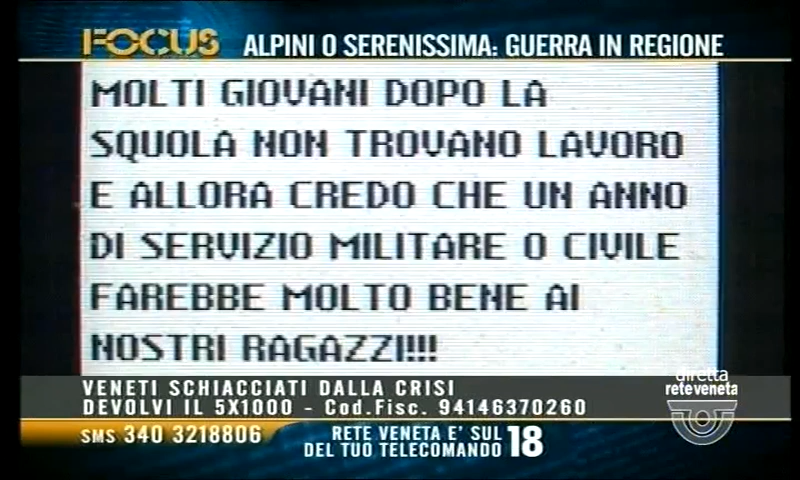 FOCUS ALPINI O SERENISSIMA: GUERRA IN REGIONE
MOLTI GIOVANI DOPO LA
SQUOLA NON TROVANO LAVORO
E ALLORA CREDO CHE UN ANNO
DI SERVIZIO MILITARE O CIVILE
FAREBBE MOLTO BENE AI
NOSTRI RAGAZZI!!!
diretta
reteveneta
VENETI SCHIACCIATI DALLA CRISI
DEVOLVI IL 5X1000 - Cod.Fisc. 94146370260
SMS 340 3218806
RETE VENETA E' SUL
DEL TUO TELECOMANDO 18